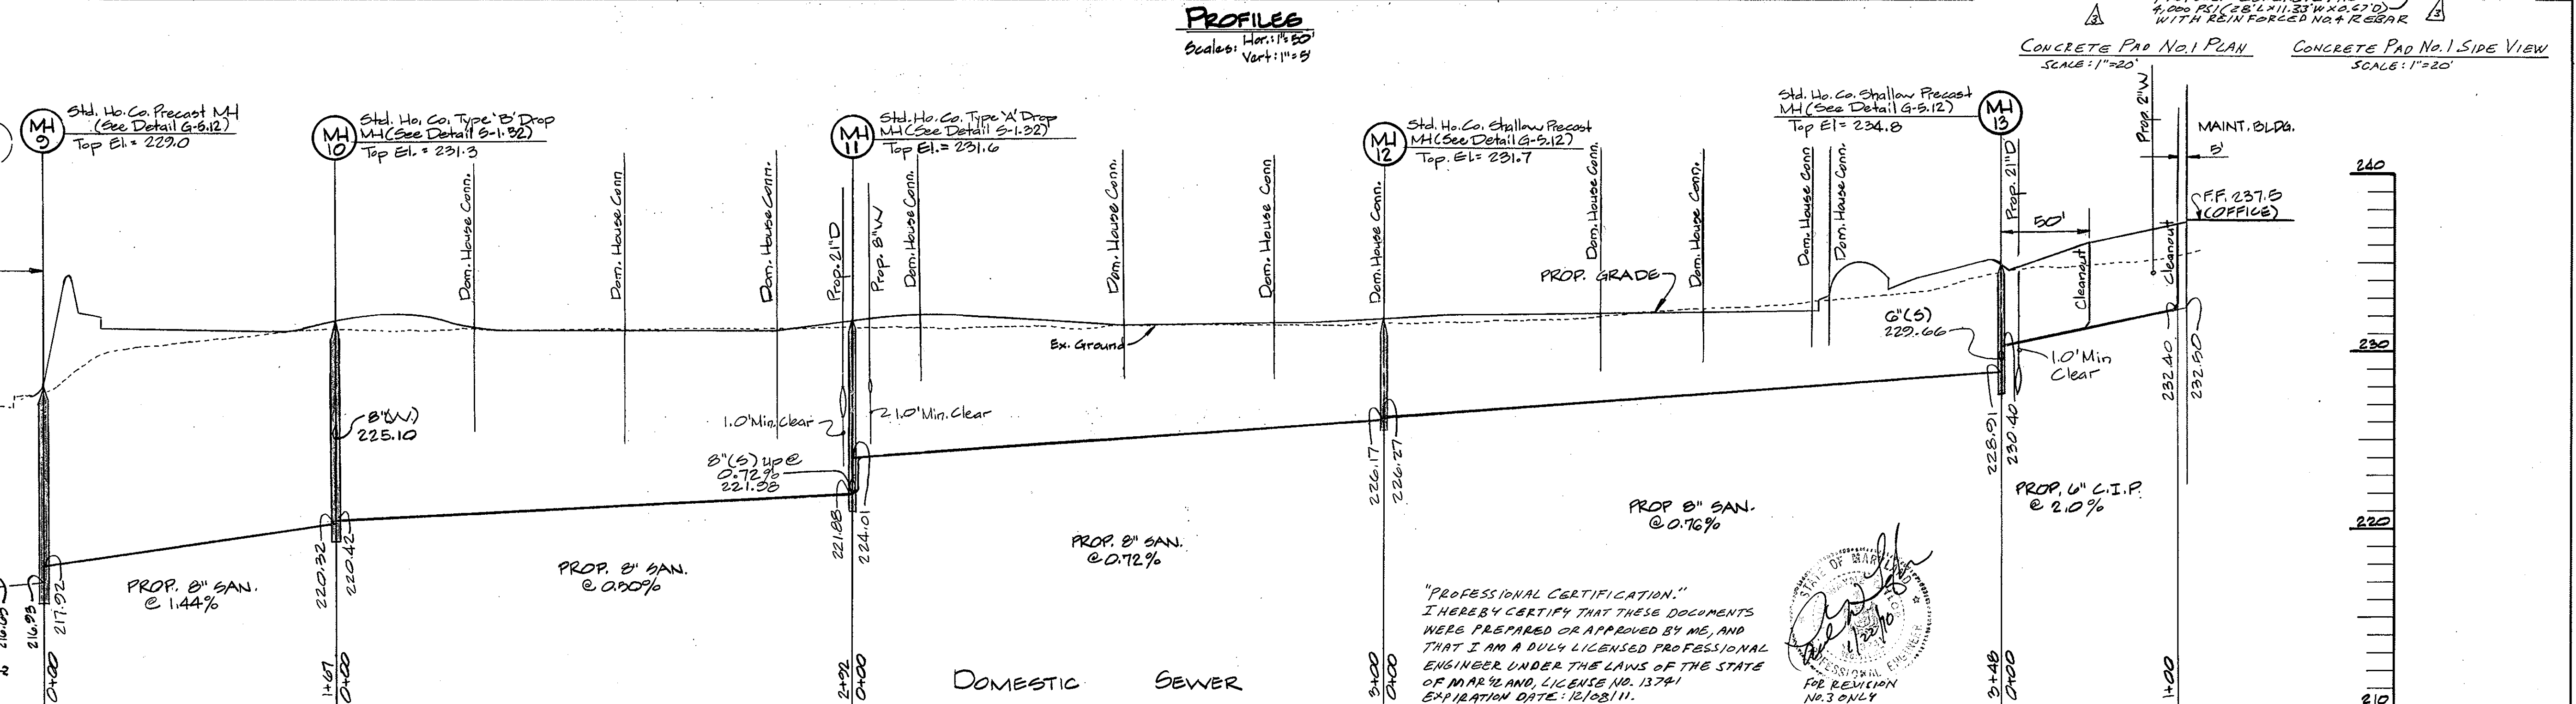 PROFILES
Scales: Hor.: 1"=50'
Vert: 1"=5'
4,000 PSI (28'L X 11.33'W X 0.67'D)
WITH REINFORCED NO.4 REBAR
3
3
CONCRETE PAD NO.1 PLAN
SCALE: 1"=20'
CONCRETE PAD NO.1 SIDE VIEW
SCALE: 1"=20'
MH 9
Std. Ho. Co. Precast MH
(See Detail G-5.12)
Top El. = 229.0
MH 10
Std. Ho. Co. Type 'B' Drop
MH (See Detail S-1.32)
Top El. = 231.3
MH 11
Std. Ho. Co. Type 'A' Drop
MH (See Detail S-1.32)
Top El. = 231.6
MH 12
Std. Ho. Co. Shallow Precast
MH (See Detail G-5.12)
Top. El = 231.7
Std. Ho. Co. Shallow Precast
MH (See Detail G-5.12)
Top El = 234.8
MH 13
Dom. House Conn.
Dom. House Conn
Dom. House Conn.
Prop. 21"D
Prop. 8"W
Dom. House Conn.
Dom. House Conn.
Dom. House Conn
Dom. House Conn.
Dom. House Conn.
Dom. House Conn.
Dom. House Conn
Dom. House Conn.
Prop. 21"D
Prop. 2"W
MAINT. BLDG.
5'
F.F. 237.5
(OFFICE)
50'
Cleanout
Cleanout
PROP. GRADE
Ex. Ground
6"(S)
229.66
1.0' Min
Clear
8"(W.)
225.10
1.0' Min. Clear
1.0' Min. Clear
8"(S) up @
0.72%
221.98
216.93
217.92
220.32
220.42
221.88
224.01
226.17
226.27
228.91
230.40
232.40
232.50
PROP. 8" SAN.
@ 1.44%
PROP. 8" SAN.
@ 0.50%
PROP. 8" SAN.
@ 0.72%
PROP 8" SAN.
@ 0.76%
PROP. 6" C.I.P.
@ 2.0%
240
230
220
210
"PROFESSIONAL CERTIFICATION."
I HEREBY CERTIFY THAT THESE DOCUMENTS
WERE PREPARED OR APPROVED BY ME, AND
THAT I AM A DULY LICENSED PROFESSIONAL
ENGINEER UNDER THE LAWS OF THE STATE
OF MARYLAND, LICENSE NO. 13741
EXPIRATION DATE: 12/08/11.
STATE OF MARYLAND
PROFESSIONAL ENGINEER
1/22/10
FOR REVISION
NO.3 ONLY
0+00
1+67
0+00
2+92
0+00
3+00
0+00
3+48
0+00
1+00
DOMESTIC SEWER